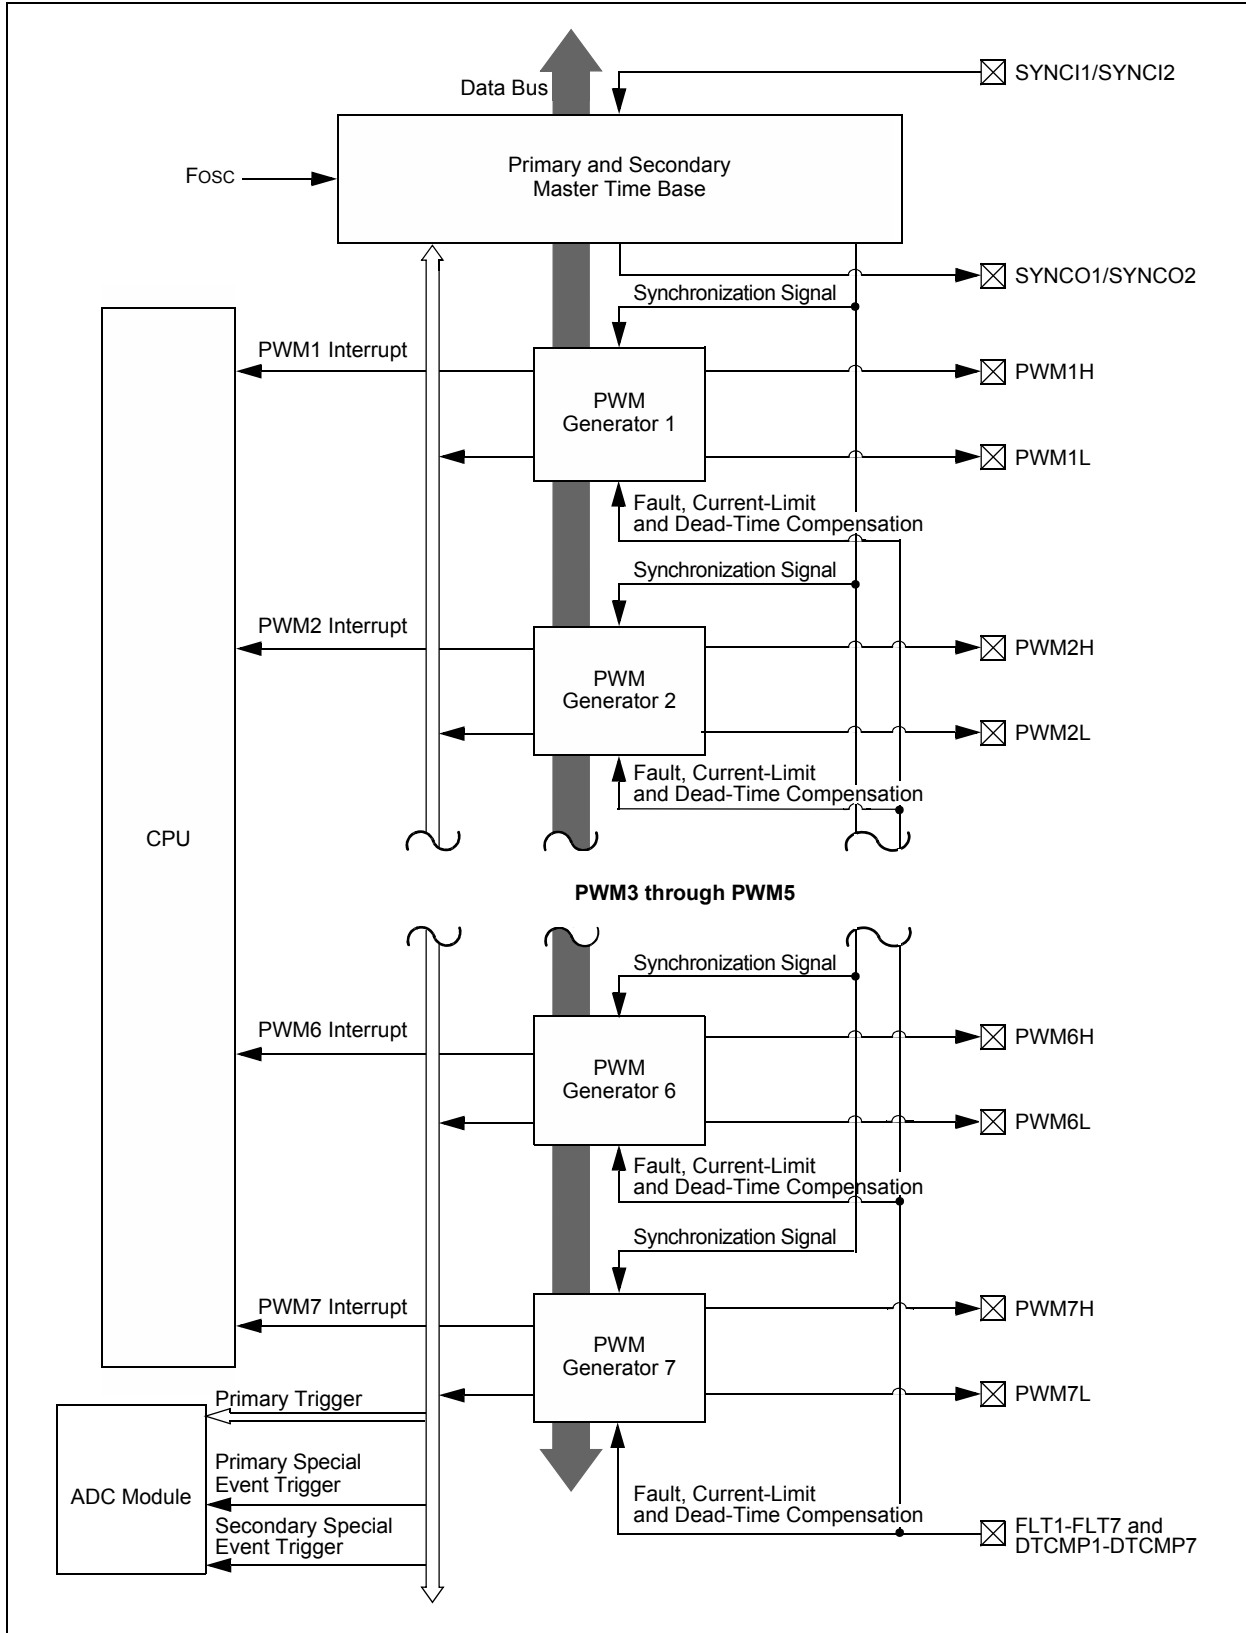 SYNCI1/SYNCI2
Data Bus
Primary and Secondary
Master Time Base
FOSC
SYNCO1/SYNCO2
Synchronization Signal
PWM1 Interrupt
PWM1H
PWM
Generator 1
PWM1L
Fault, Current-Limit
and Dead-Time Compensation
Synchronization Signal
PWM2 Interrupt
PWM2H
PWM
Generator 2
PWM2L
Fault, Current-Limit
and Dead-Time Compensation
CPU
PWM3 through PWM5
Synchronization Signal
PWM6 Interrupt
PWM6H
PWM
Generator 6
PWM6L
Fault, Current-Limit
and Dead-Time Compensation
Synchronization Signal
PWM7 Interrupt
PWM7H
PWM
Generator 7
PWM7L
Primary Trigger
Primary Special
Event Trigger
ADC Module
Fault, Current-Limit
and Dead-Time Compensation
Secondary Special
Event Trigger
FLT1-FLT7 and
DTCMP1-DTCMP7